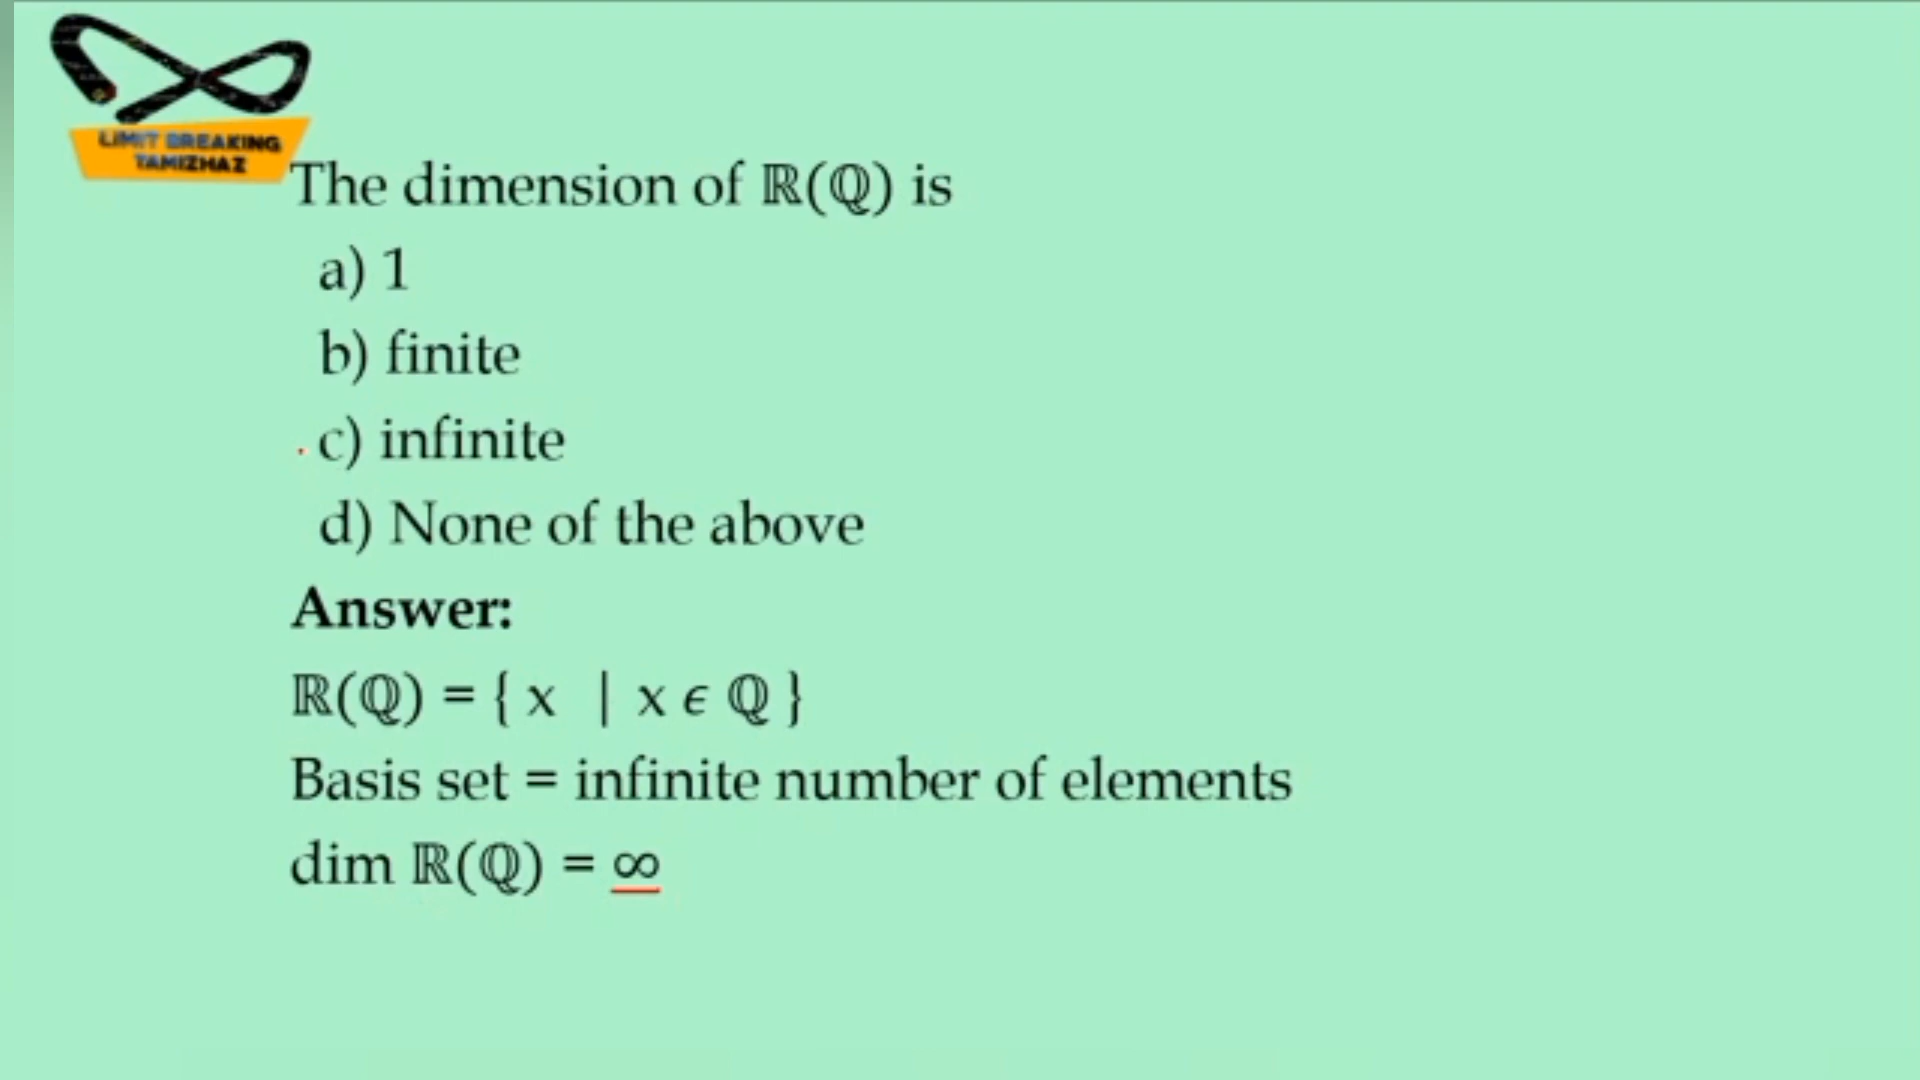 LIMIT BREAKING
TAMIZHAZ
The dimension of ℝ(ℚ) is
a) 1
b) finite
c) infinite
d) None of the above
Answer:
ℝ(ℚ) = { x | x ϵ ℚ }
Basis set = infinite number of elements
dim ℝ(ℚ) = ∞